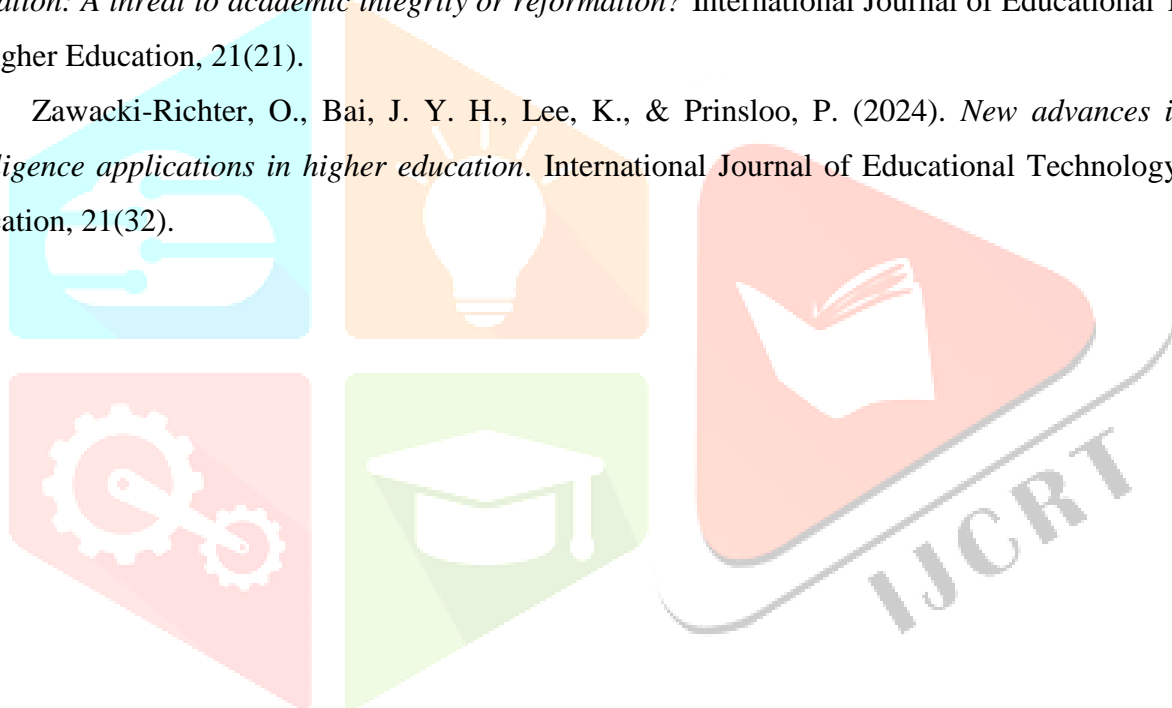 ation: A threat to academic integrity or reformation? International Journal of Educational T
gher Education, 21(21).
Zawacki-Richter, O., Bai, J. Y. H., Lee, K., & Prinsloo, P. (2024). New advances i
ligence applications in higher education. International Journal of Educational Technology
cation, 21(32).
IJCRT